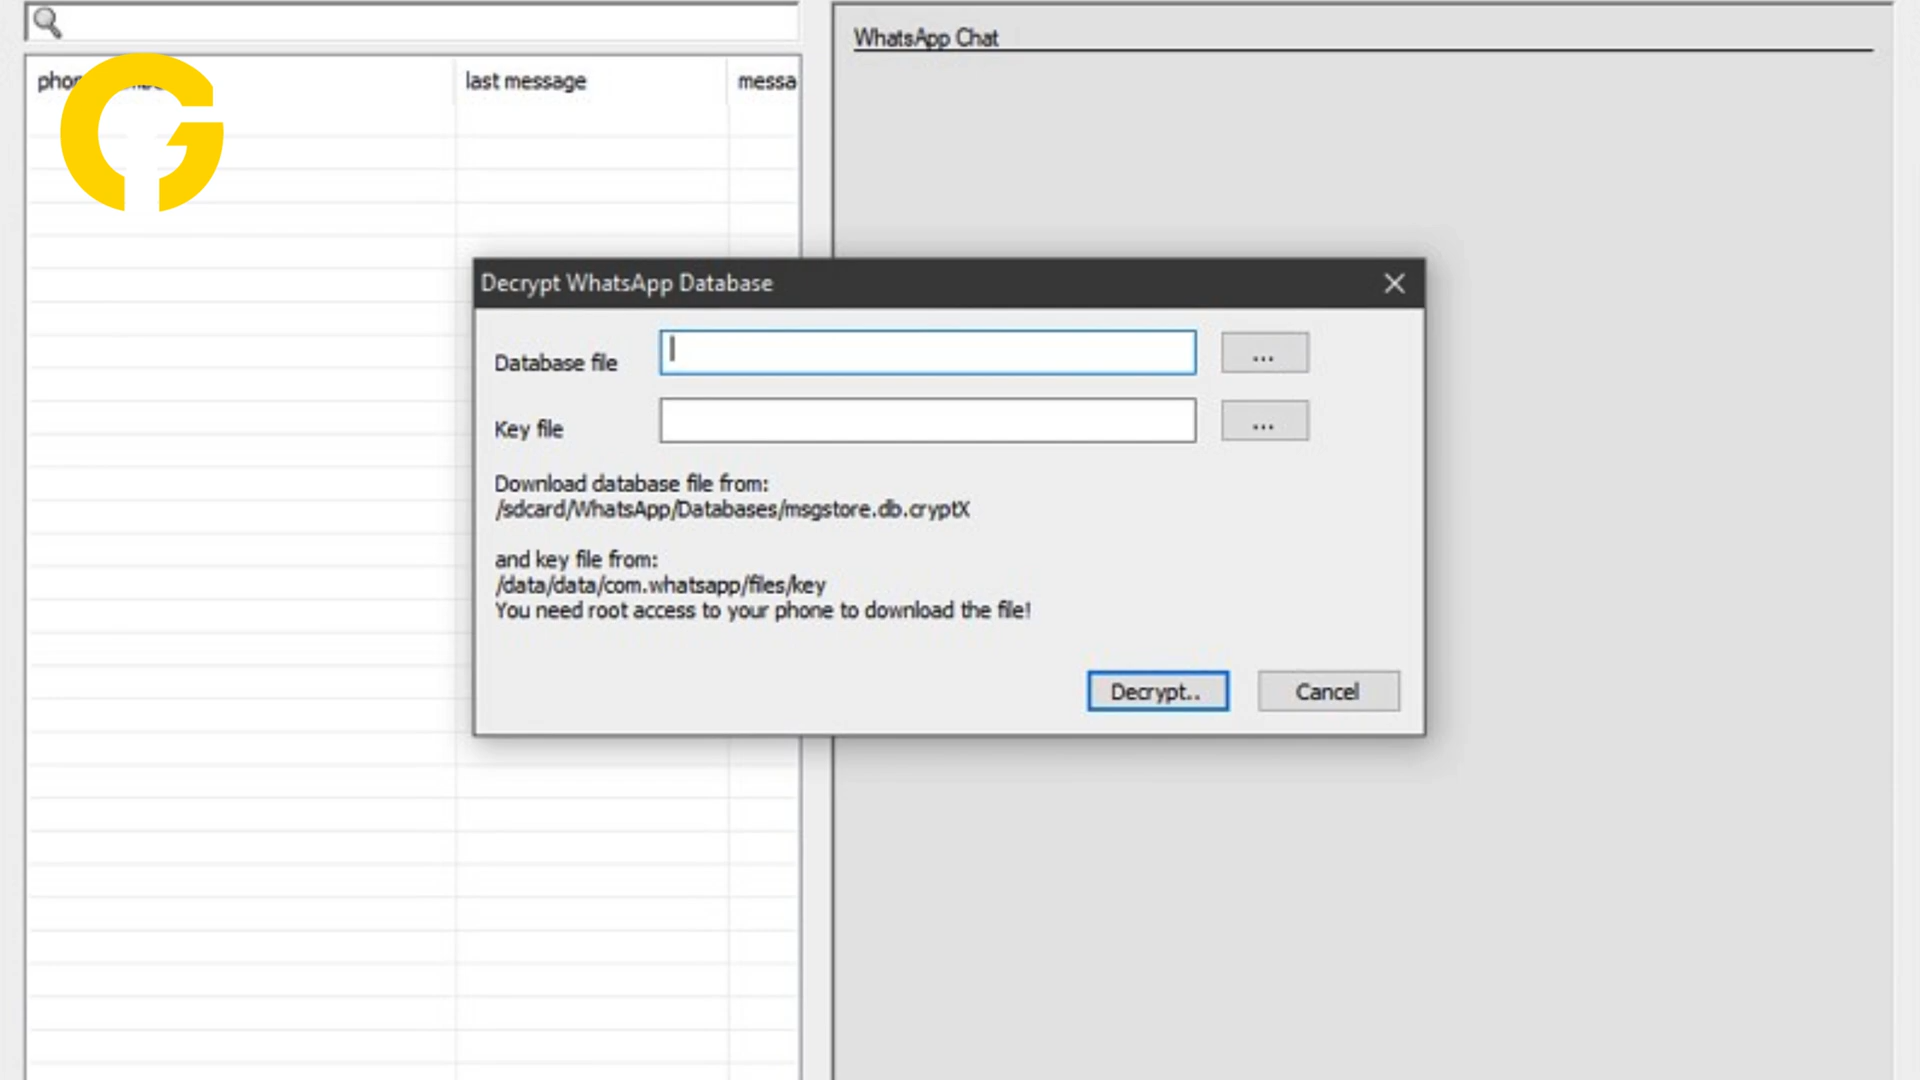 WhatsApp Chat
last message
messa
Decrypt WhatsApp Database
Database file
...
Key file
...
Download database file from:
/sdcard/WhatsApp/Databases/msgstore.db.cryptX
and key file from:
/data/data/com.whatsapp/files/key
You need root access to your phone to download the file!
Decrypt..
Cancel